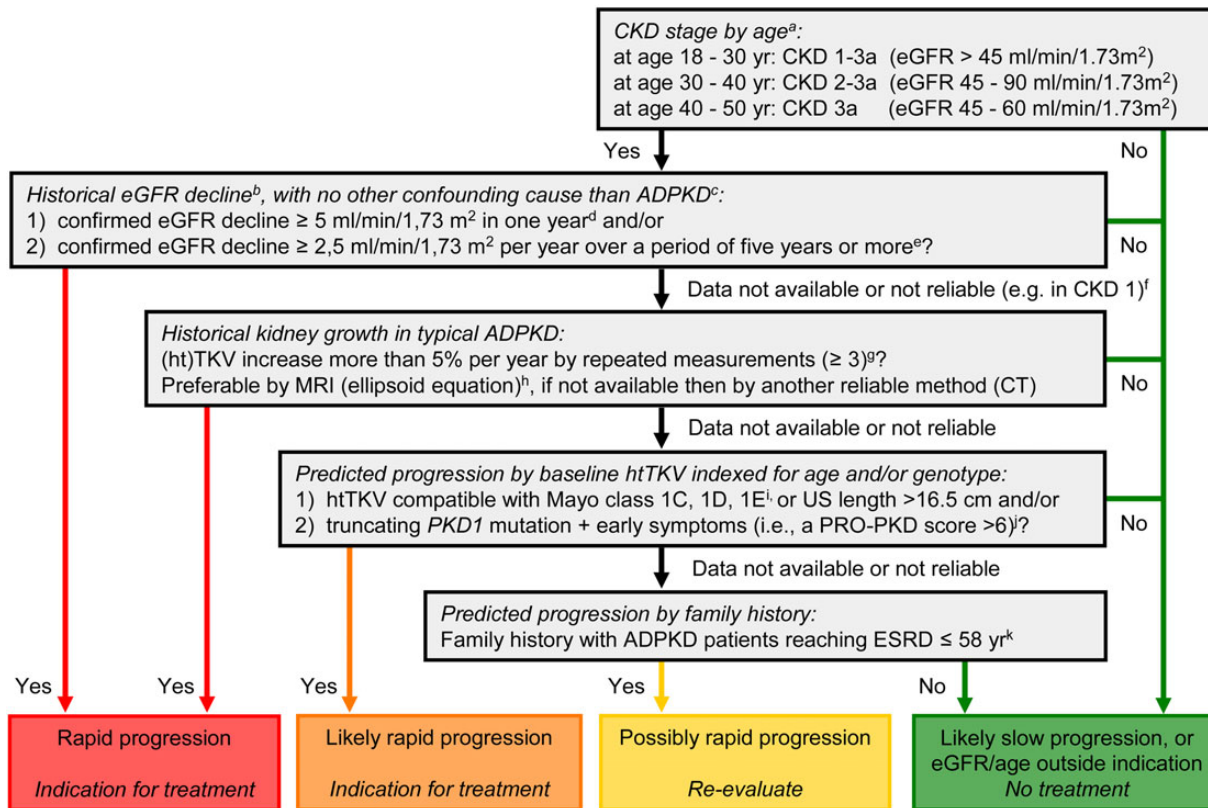 CKD stage by ageᵃ:
at age 18 - 30 yr: CKD 1-3a (eGFR > 45 ml/min/1.73m²)
at age 30 - 40 yr: CKD 2-3a (eGFR 45 - 90 ml/min/1.73m²)
at age 40 - 50 yr: CKD 3a (eGFR 45 - 60 ml/min/1.73m²)
Yes
No
Historical eGFR declineᵇ, with no other confounding cause than ADPKDᶜ:
1) confirmed eGFR decline ≥ 5 ml/min/1,73 m² in one yearᵈ and/or
2) confirmed eGFR decline ≥ 2,5 ml/min/1,73 m² per year over a period of five years or moreᵉ?
No
Data not available or not reliable (e.g. in CKD 1)ᶠ
Historical kidney growth in typical ADPKD:
(ht)TKV increase more than 5% per year by repeated measurements (≥ 3)ᵍ?
Preferable by MRI (ellipsoid equation)ʰ, if not available then by another reliable method (CT)
No
Data not available or not reliable
Predicted progression by baseline htTKV indexed for age and/or genotype:
1) htTKV compatible with Mayo class 1C, 1D, 1Eⁱ, or US length >16.5 cm and/or
2) truncating PKD1 mutation + early symptoms (i.e., a PRO-PKD score >6)ʲ?
No
Data not available or not reliable
Predicted progression by family history:
Family history with ADPKD patients reaching ESRD ≤ 58 yrᵏ
Yes
Yes
Yes
Yes
No
Rapid progression
Indication for treatment
Likely rapid progression
Indication for treatment
Possibly rapid progression
Re-evaluate
Likely slow progression, or
eGFR/age outside indication
No treatment